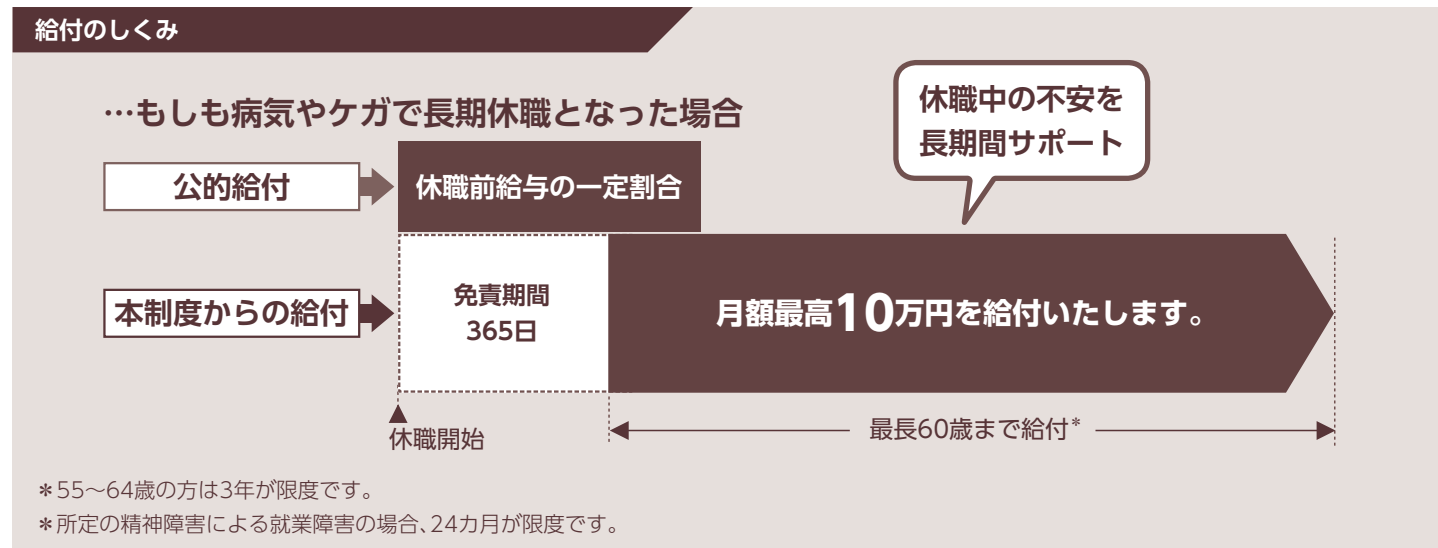 給付のしくみ
…もしも病気やケガで長期休職となった場合
休職中の不安を
長期間サポート
公的給付
休職前給与の一定割合
本制度からの給付
免責期間
365日
月額最高10万円を給付いたします。
休職開始
最長60歳まで給付*
*55〜64歳の方は3年が限度です。
*所定の精神障害による就業障害の場合、24カ月が限度です。